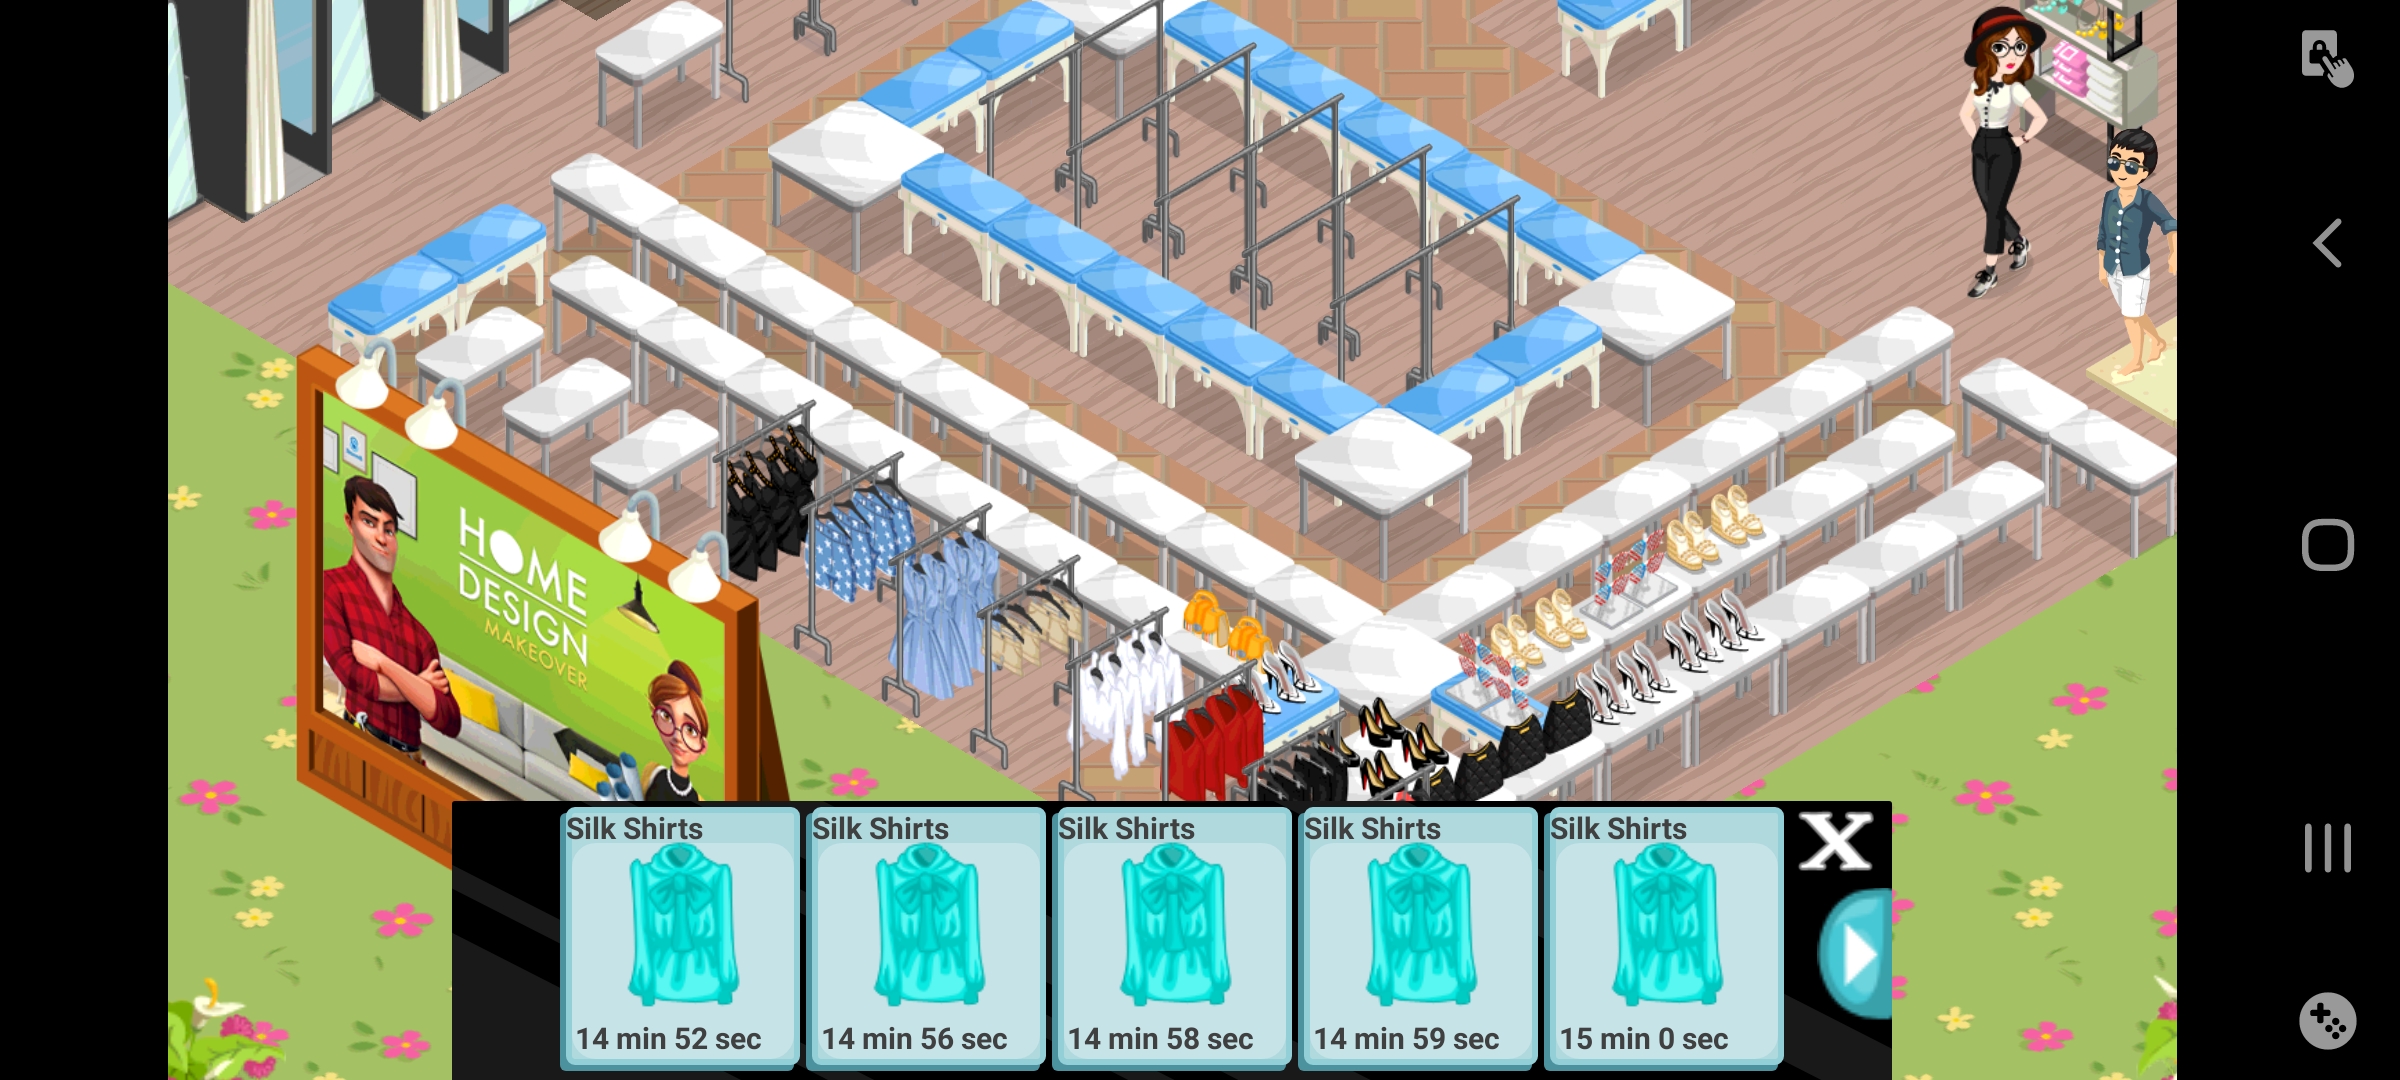 HOME
DESIGN
MAKEOVER
Silk Shirts
14 min 52 sec
Silk Shirts
14 min 56 sec
Silk Shirts
14 min 58 sec
Silk Shirts
14 min 59 sec
Silk Shirts
15 min 0 sec
X